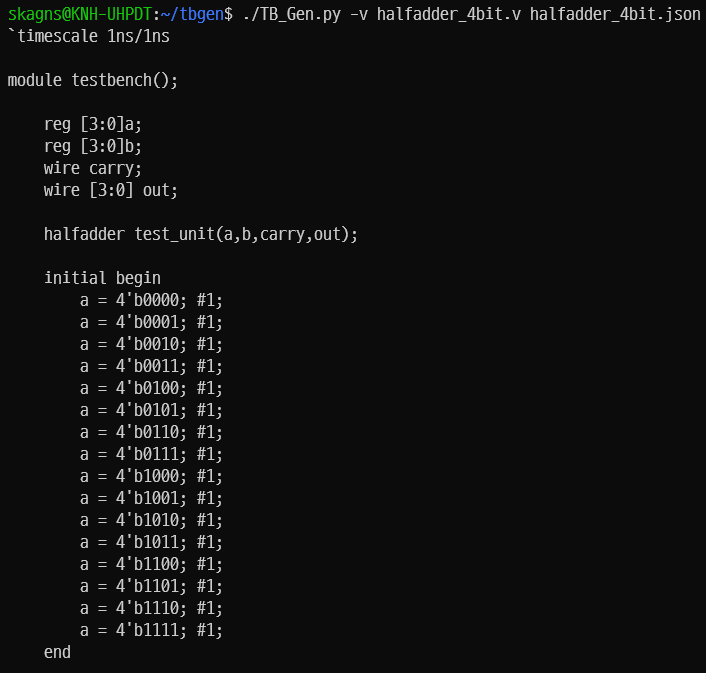 skagns@KNH-UHPDT:~/tbgen$ ./TB_Gen.py -v halfadder_4bit.v halfadder_4bit.json
`timescale 1ns/1ns
module testbench();
reg [3:0]a;
reg [3:0]b;
wire carry;
wire [3:0] out;
halfadder test_unit(a,b,carry,out);
initial begin
a = 4'b0000; #1;
a = 4'b0001; #1;
a = 4'b0010; #1;
a = 4'b0011; #1;
a = 4'b0100; #1;
a = 4'b0101; #1;
a = 4'b0110; #1;
a = 4'b0111; #1;
a = 4'b1000; #1;
a = 4'b1001; #1;
a = 4'b1010; #1;
a = 4'b1011; #1;
a = 4'b1100; #1;
a = 4'b1101; #1;
a = 4'b1110; #1;
a = 4'b1111; #1;
end